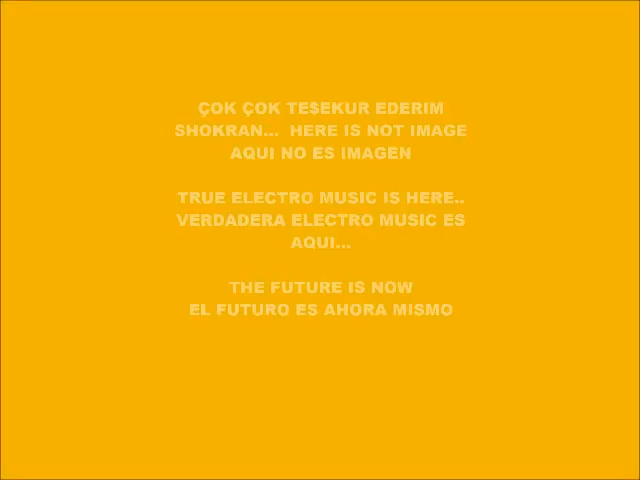 ÇOK ÇOK TEŞEKUR EDERIM
SHOKRAN... HERE IS NOT IMAGE
AQUI NO ES IMAGEN
TRUE ELECTRO MUSIC IS HERE..
VERDADERA ELECTRO MUSIC ES
AQUI...
THE FUTURE IS NOW
EL FUTURO ES AHORA MISMO